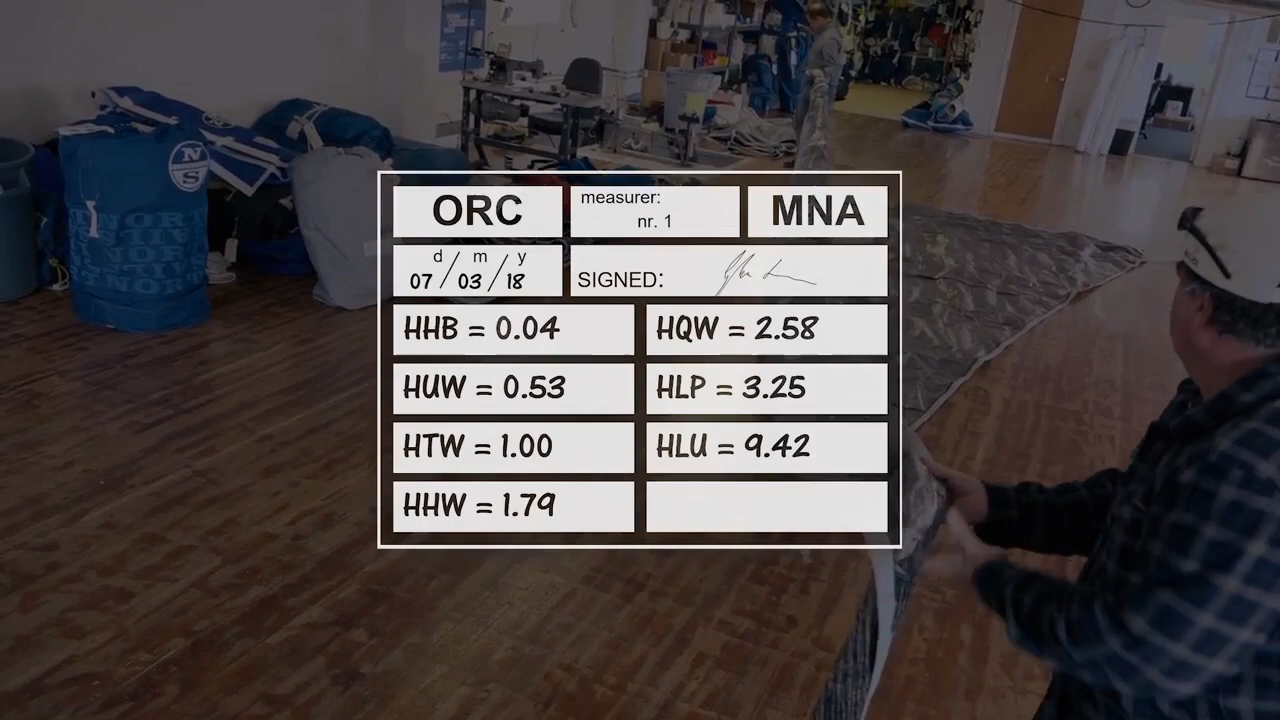 ORC
measurer:
nr. 1
MNA
d / m / y
07 / 03 / 18
SIGNED:
HHB = 0.04
HQW = 2.58
HUW = 0.53
HLP = 3.25
HTW = 1.00
HLU = 9.42
HHW = 1.79
N
S